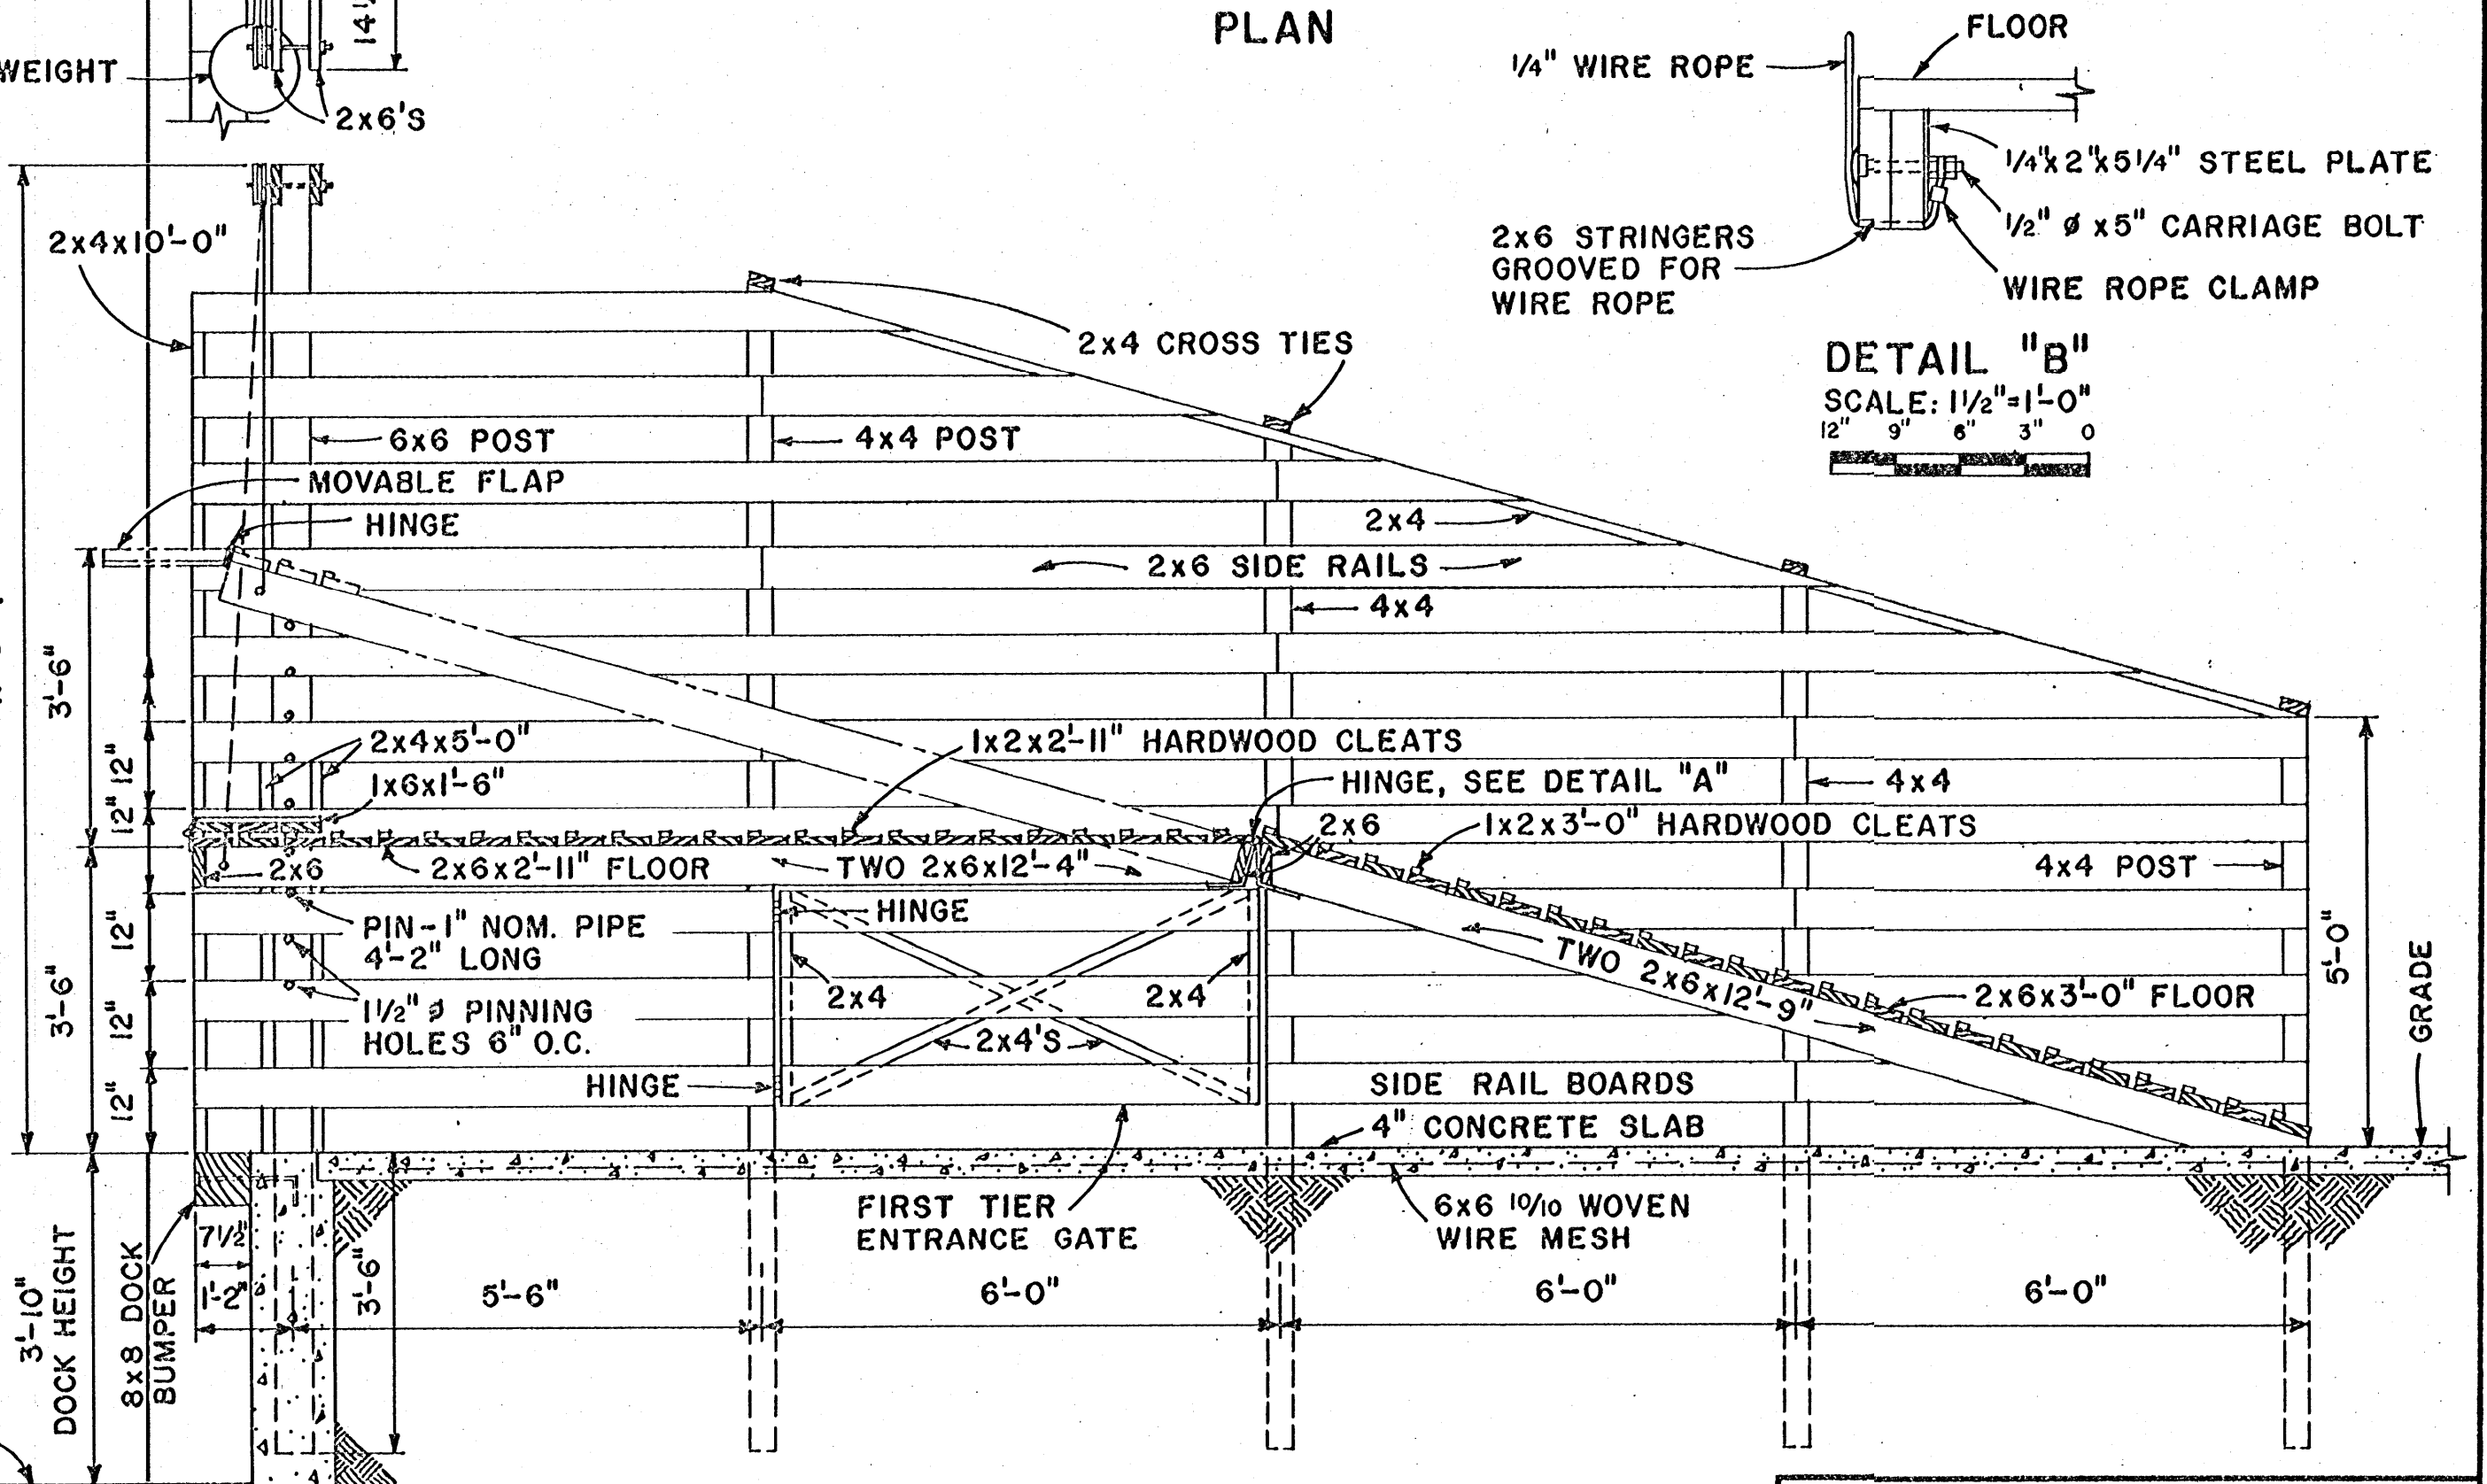 PLAN
WEIGHT
14½
2x6'S
2x4x10'-0"
FLOOR
1/4" WIRE ROPE
1/4"x2"x5 1/4" STEEL PLATE
1/2" ø x5" CARRIAGE BOLT
2x6 STRINGERS
GROOVED FOR
WIRE ROPE
WIRE ROPE CLAMP
DETAIL "B"
SCALE: 1 1/2"=1'-0"
12" 9" 6" 3" 0
2x4 CROSS TIES
6x6 POST
4x4 POST
MOVABLE FLAP
HINGE
2x4
2x6 SIDE RAILS
4x4
3'-6"
2x4x5'-0"
1x6x1'-6"
1x2x2'-11" HARDWOOD CLEATS
HINGE, SEE DETAIL "A"
4x4
2x6
1x2x3'-0" HARDWOOD CLEATS
12"
12"
2x6
2x6x2'-11" FLOOR
TWO 2x6x12'-4"
4x4 POST
HINGE
PIN-1" NOM. PIPE
4'-2" LONG
12"
TWO 2x6x12'-9"
5'-0"
GRADE
3'-6"
1 1/2" ø PINNING
HOLES 6" O.C.
12"
2x4
2x4
2x6x3'-0" FLOOR
2x4'S
HINGE
12"
SIDE RAIL BOARDS
4" CONCRETE SLAB
FIRST TIER
ENTRANCE GATE
6x6 10/10 WOVEN
WIRE MESH
7 1/2"
1'-2"
3'-6"
5'-6"
6'-0"
6'-0"
6'-0"
3'-10"
DOCK HEIGHT
8x8 DOCK
BUMPER